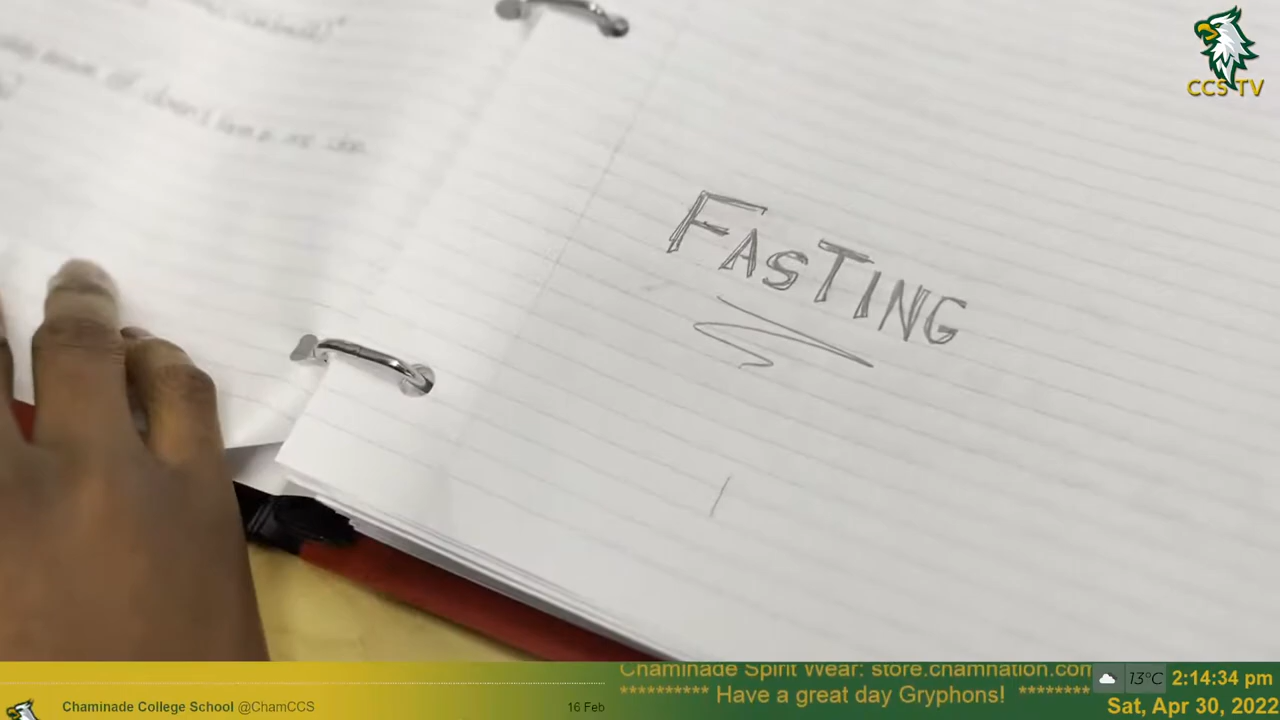 CCS TV
FASTING
Chaminade Spirit Wear: store.chamnation.com
********** Have a great day Gryphons! ********
13°C
2:14:34 pm
Chaminade College School @ChamCCS
16 Feb
Sat, Apr 30, 2022